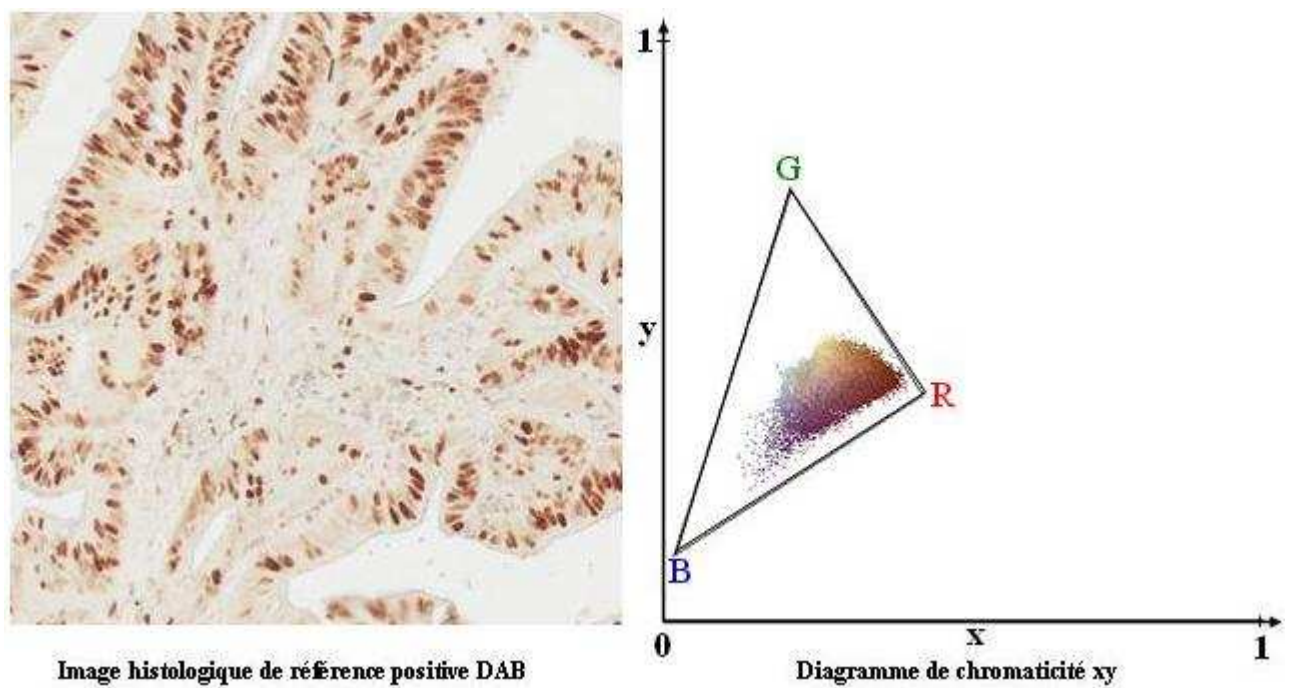 1
G
y
R
B
0
x
1
Image histologique de référence positive DAB
Diagramme de chromaticité xy